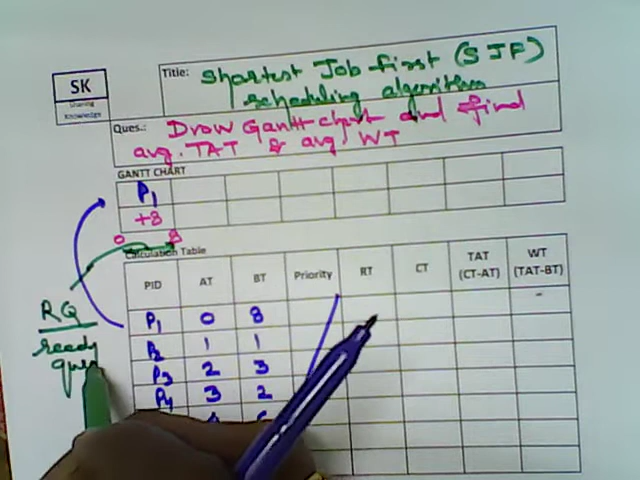 SK
Sharing
Knowledge
Title: Shortest Job first (SJF)
scheduling algorithm
Ques.: Drow Gantt chart and find
avg. TAT & avg. WT
GANTT CHART
P1
+8
0 8
Calculation Table
PID AT BT Priority RT CT TAT (CT-AT) WT (TAT-BT)
P1 0 8
P2 1 1
P3 2 3
P4 3 2
RQ
ready